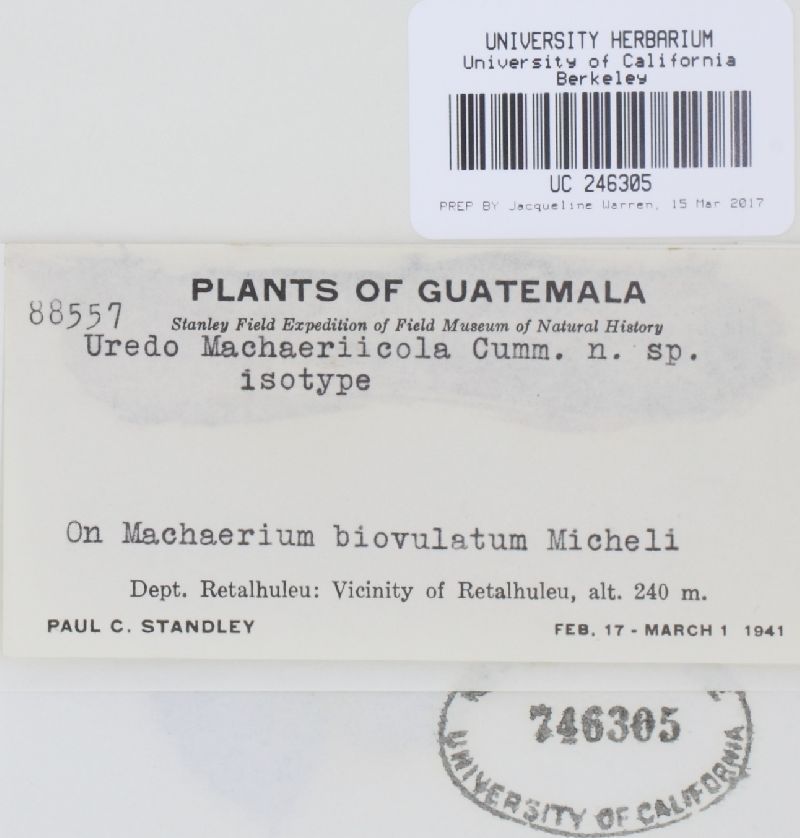 UNIVERSITY HERBARIUM
University of California
Berkeley
UC 246305
PREP BY Jacqueline Warren, 15 Mar 2017
PLANTS OF GUATEMALA
88557
Stanley Field Expedition of Field Museum of Natural History
Uredo Machaeriicola Cumm. n. sp.
isotype
On Machaerium biovulatum Micheli
Dept. Retalhuleu: Vicinity of Retalhuleu, alt. 240 m.
PAUL C. STANDLEY FEB. 17 - MARCH 1 1941
746305
UNIVERSITY OF CALIFORNIA